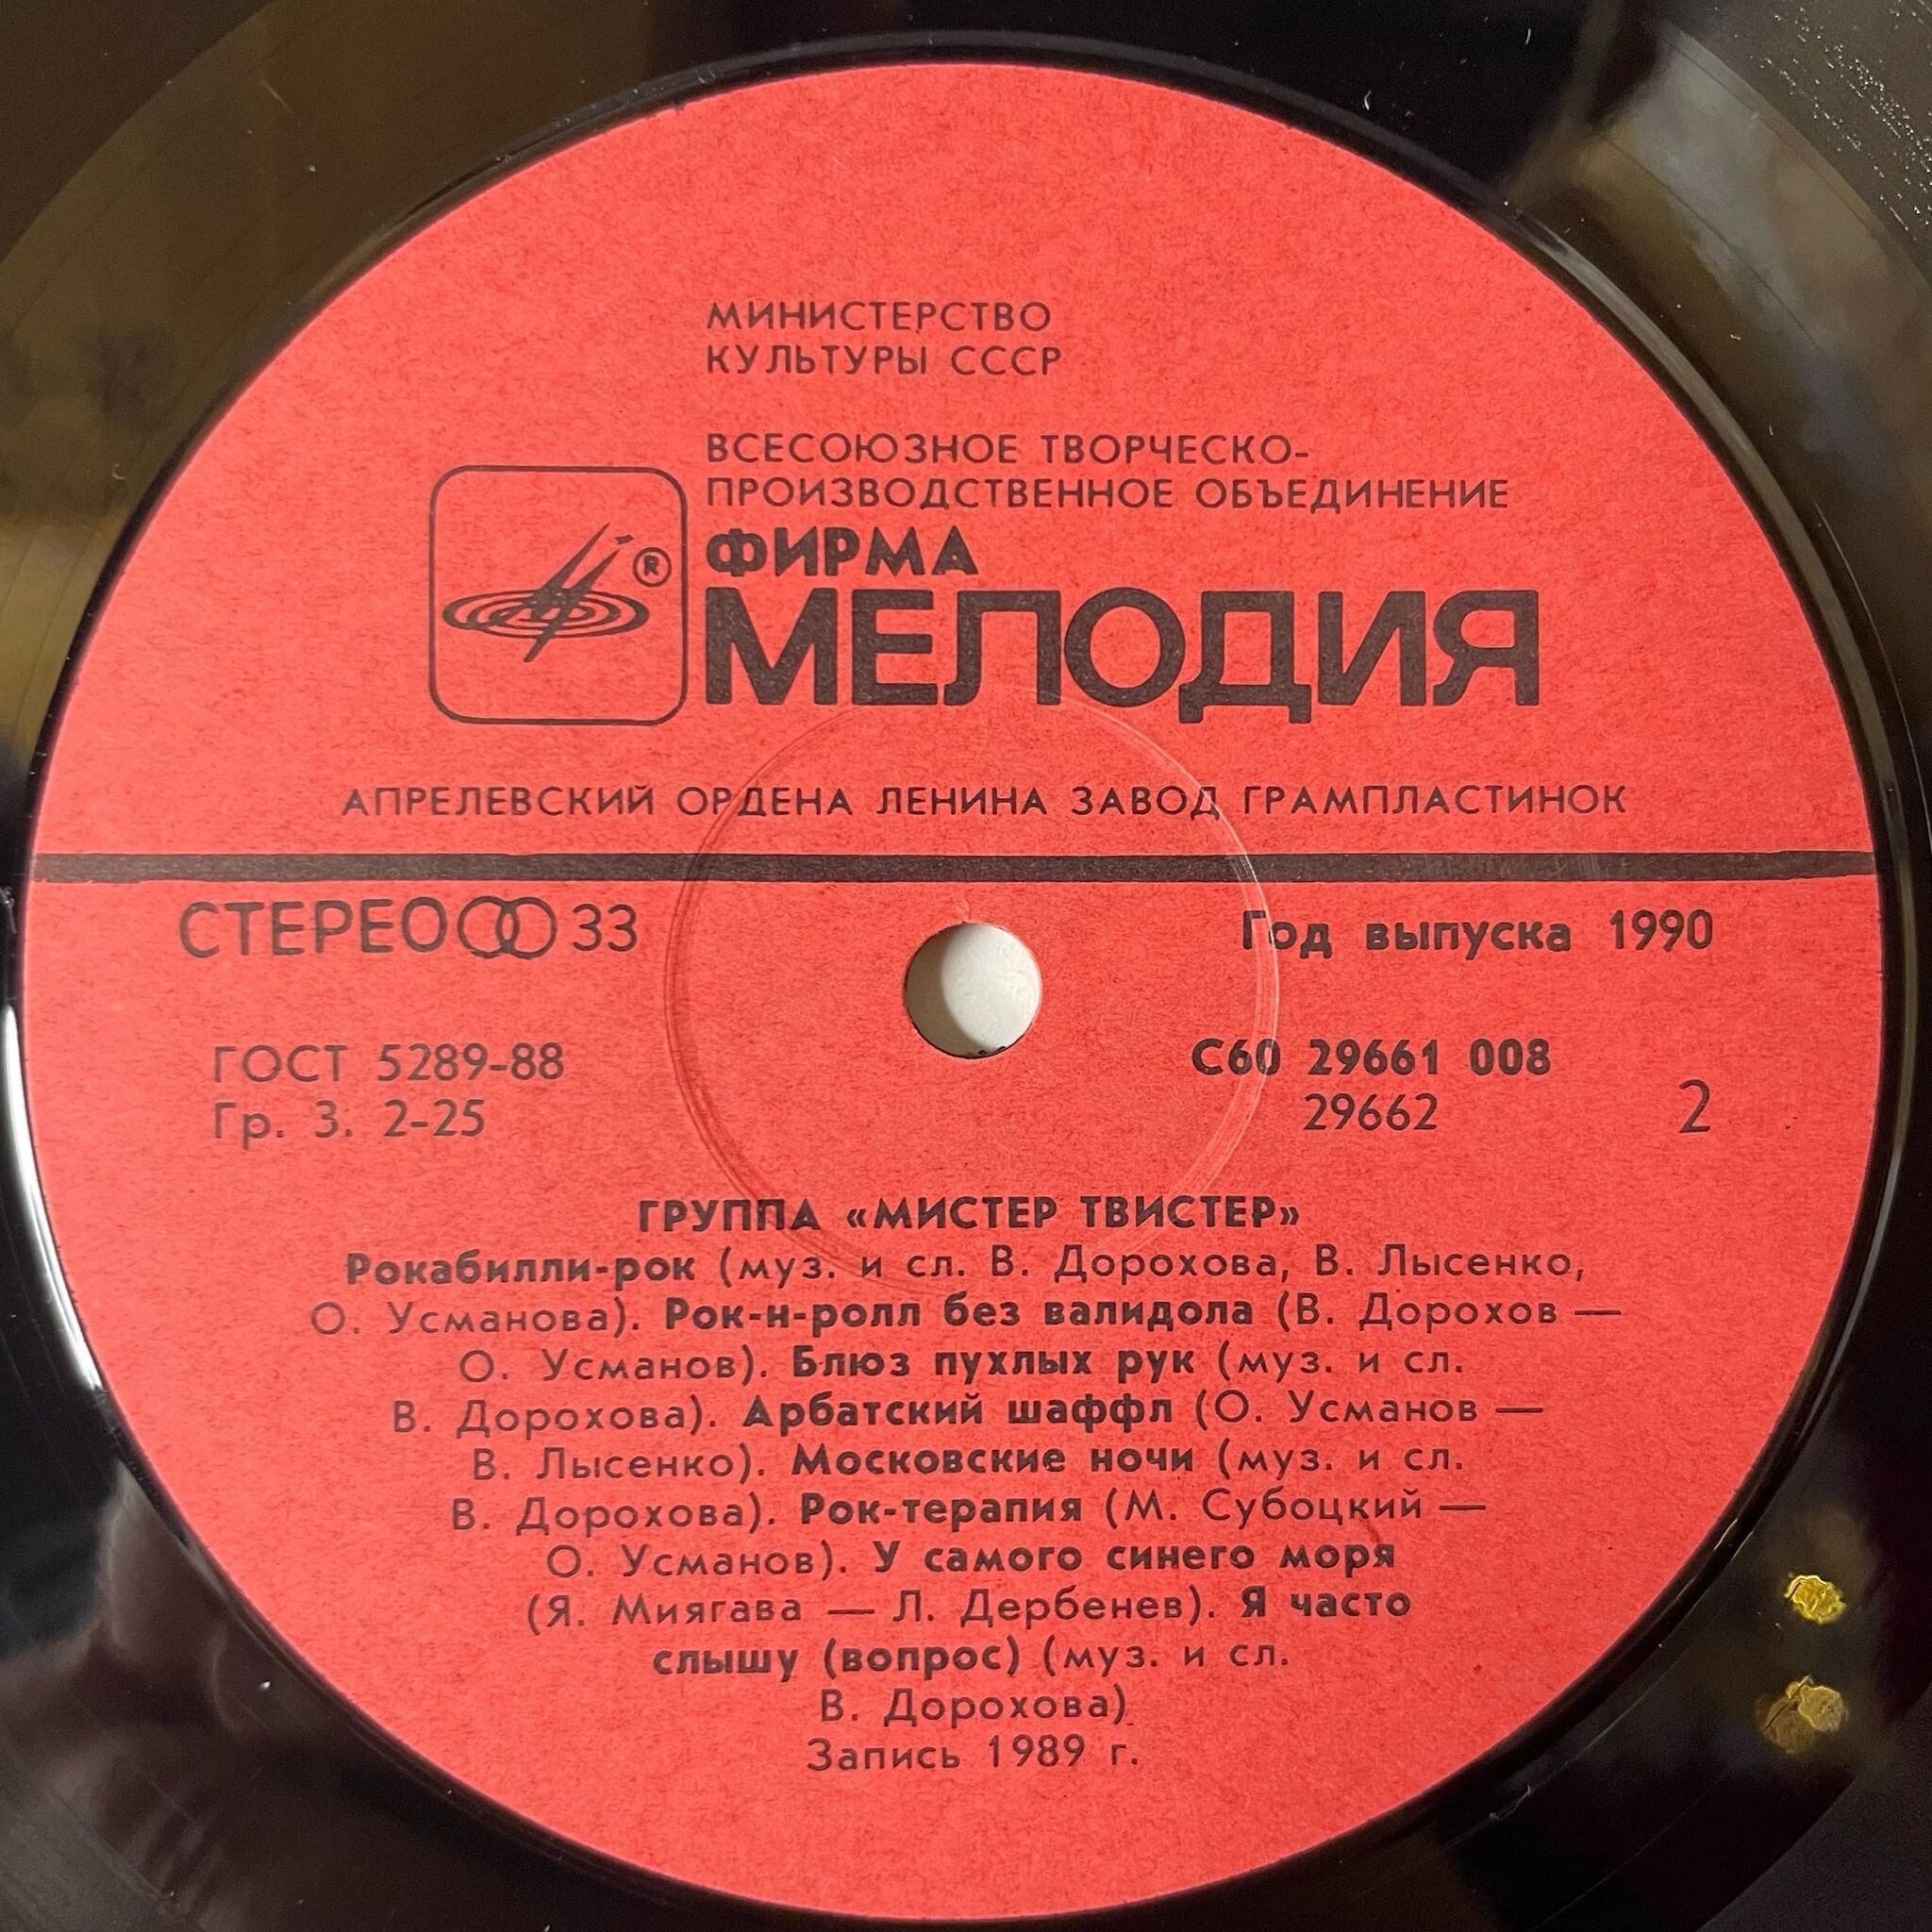 МИНИСТЕРСТВО
КУЛЬТУРЫ СССР
ВСЕСОЮЗНОЕ ТВОРЧЕСКО-
ПРОИЗВОДСТВЕННОЕ ОБЪЕДИНЕНИЕ
ФИРМА
®
МЕЛОДИЯ
АПРЕЛЕВСКИЙ ОРДЕНА ЛЕНИНА ЗАВОД ГРАМПЛАСТИНОК
СТЕРЕО 33
Год выпуска 1990
ГОСТ 5289-88
Гр. 3. 2-25
С60 29661 008
29662
2
ГРУППА «МИСТЕР ТВИСТЕР»
Рокабилли-рок (муз. и сл. В. Дорохова, В. Лысенко,
О. Усманова). Рок-н-ролл без валидола (В. Дорохов —
О. Усманов). Блюз пухлых рук (муз. и сл.
В. Дорохова). Арбатский шаффл (О. Усманов —
В. Лысенко). Московские ночи (муз. и сл.
В. Дорохова). Рок-терапия (М. Субоцкий —
О. Усманов). У самого синего моря
(Я. Миягава — Л. Дербенев). Я часто
слышу (вопрос) (муз. и сл.
В. Дорохова)
Запись 1989 г.